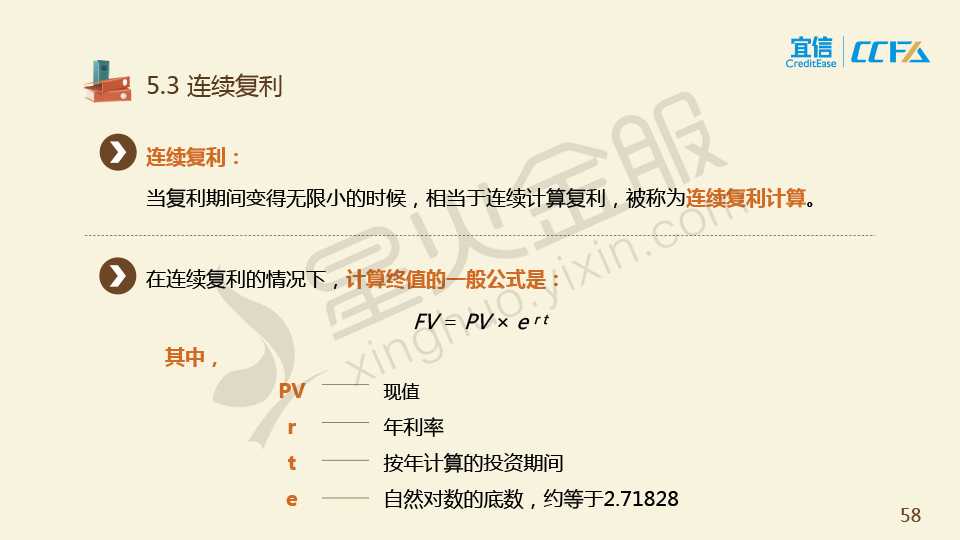 宜信
CreditEase
CCFA
5.3 连续复利
连续复利：
当复利期间变得无限小的时候，相当于连续计算复利，被称为连续复利计算。
在连续复利的情况下，计算终值的一般公式是：
FV = PV × e r t
其中，
PV 现值
r 年利率
t 按年计算的投资期间
e 自然对数的底数，约等于2.71828
星火金服
xingnuo.yixin.com
58